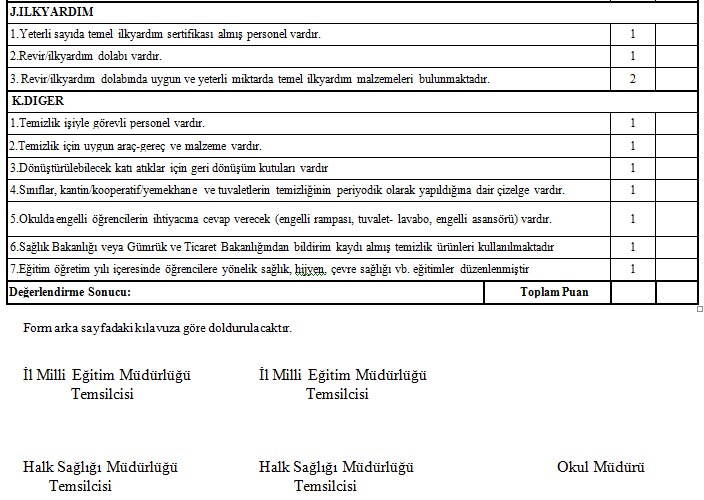 J.ILKYARDIM
1.Yeterli sayıda temel ilkyardım sertifikası almış personel vardır. 1
2.Revir/ilkyardım dolabı vardır. 1
3. Revir/ilkyardım dolabında uygun ve yeterli miktarda temel ilkyardım malzemeleri bulunmaktadır. 2
K.DIGER
1.Temizlik işiyle görevli personel vardır. 1
2.Temizlik için uygun araç-gereç ve malzeme vardır. 1
3.Dönüştürülebilecek katı atıklar için geri dönüşüm kutuları vardır 1
4.Sınıflar, kantin/kooperatif/yemekhane ve tuvaletlerin temizliğinin periyodik olarak yapıldığına dair çizelge vardır. 1
5.Okulda engelli öğrencilerin ihtiyacına cevap verecek (engelli rampası, tuvalet- lavabo, engelli asansörü) vardır. 1
6.Sağlık Bakanlığı veya Gümrük ve Ticaret Bakanlığından bildirim kaydı almış temizlik ürünleri kullanılmaktadır 1
7.Eğitim öğretim yılı içeresinde öğrencilere yönelik sağlık, hijyen, çevre sağlığı vb. eğitimler düzenlenmiştir 1
Değerlendirme Sonucu: Toplam Puan
Form arka sayfadaki kılavuza göre doldurulacaktır.
İl Milli Eğitim Müdürlüğü İl Milli Eğitim Müdürlüğü
Temsilcisi Temsilcisi
Halk Sağlığı Müdürlüğü Halk Sağlığı Müdürlüğü Okul Müdürü
Temsilcisi Temsilcisi